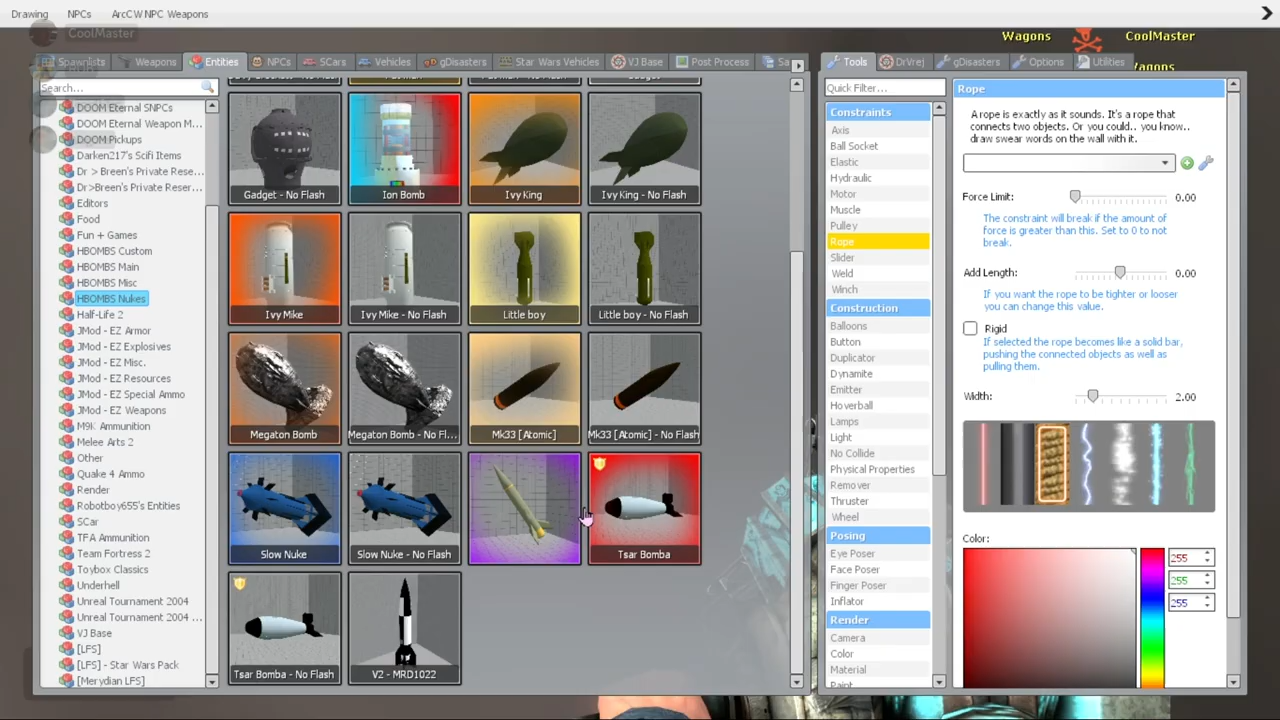 Drawing NPCs ArcCW NPC Weapons
CoolMaster
Wagons CoolMaster
Wagons
Spawnlists Weapons Entities NPCs SCars Vehicles gDisasters Star Wars Vehicles VJ Base Post Process Sa
Search...
DOOM Eternal SNPCs
DOOM Eternal Weapon M...
DOOM Pickups
Darken217's Scifi Items
Dr > Breen's Private Rese...
Dr>Breen's Private Reser...
Editors
Food
Fun + Games
HBOMBS Custom
HBOMBS Main
HBOMBS Misc
HBOMBS Nukes
Half-Life 2
JMod - EZ Armor
JMod - EZ Explosives
JMod - EZ Misc.
JMod - EZ Resources
JMod - EZ Special Ammo
JMod - EZ Weapons
M9K Ammunition
Melee Arts 2
Other
Quake 4 Ammo
Render
Robotboy655's Entities
SCar
TFA Ammunition
Team Fortress 2
Toybox Classics
Underhell
Unreal Tournament 2004
Unreal Tournament 2004 ...
VJ Base
[LFS]
[LFS] - Star Wars Pack
[Merydian LFS]
Gadget - No Flash Ion Bomb Ivy King Ivy King - No Flash
Ivy Mike Ivy Mike - No Flash Little boy Little boy - No Flash
Megaton Bomb Megaton Bomb - No Fl... Mk33 [Atomic] Mk33 [Atomic] - No Flash
Slow Nuke Slow Nuke - No Flash Tsar Bomba
Tsar Bomba - No Flash V2 - MRD1022
Tools DrVrej gDisasters Options Utilities
Quick Filter...
Constraints
Axis
Ball Socket
Elastic
Hydraulic
Motor
Muscle
Pulley
Rope
Slider
Weld
Winch
Construction
Balloons
Button
Duplicator
Dynamite
Emitter
Hoverball
Lamps
Light
No Collide
Physical Properties
Remover
Thruster
Wheel
Posing
Eye Poser
Face Poser
Finger Poser
Inflator
Render
Camera
Color
Material
Paint
Rope
A rope is exactly as it sounds. It's a rope that
connects two objects. Or you could.. you know..
draw swear words on the wall with it.
Force Limit: 0.00
The constraint will break if the amount of
force is greater than this. Set to 0 to not
break.
Add Length: 0.00
If you want the rope to be tighter or looser
you can change this value.
Rigid
If selected the rope becomes like a solid bar,
pushing the connected objects as well as
pulling them.
Width: 2.00
Color:
255
255
255